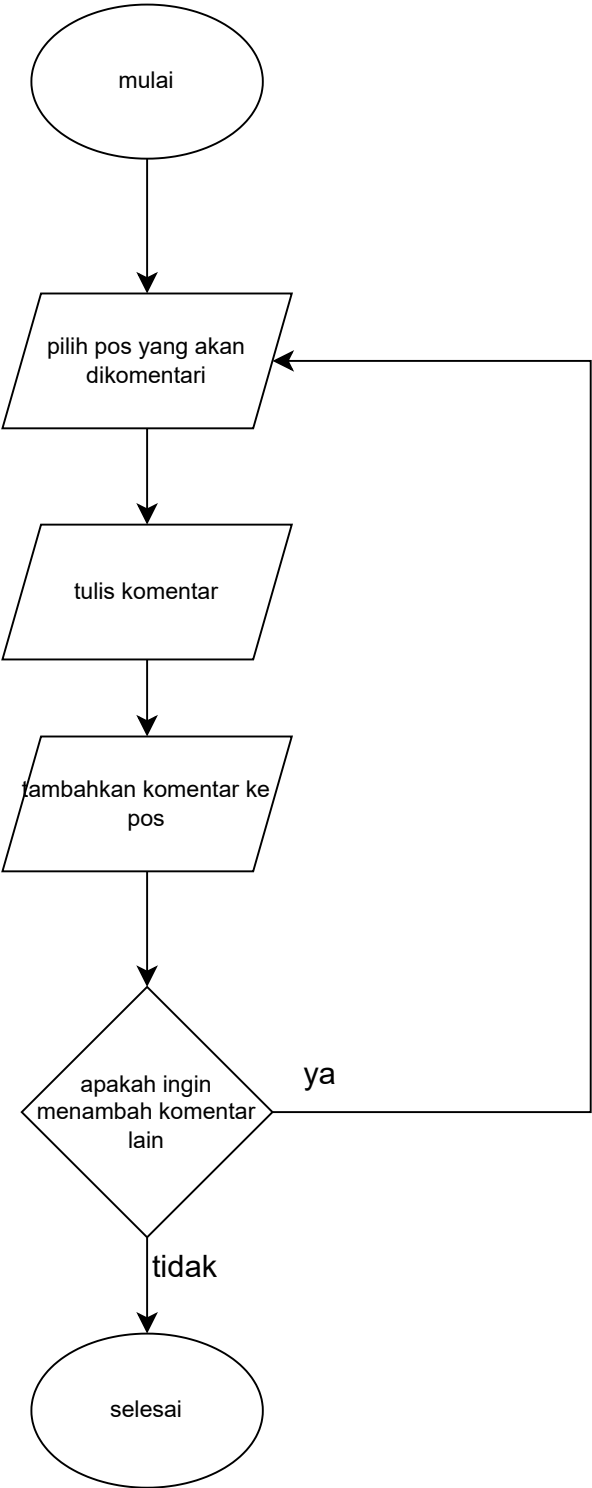 mulai
pilih pos yang akan
dikomentari
tulis komentar
tambahkan komentar ke
pos
apakah ingin
menambah komentar
lain
ya
tidak
selesai